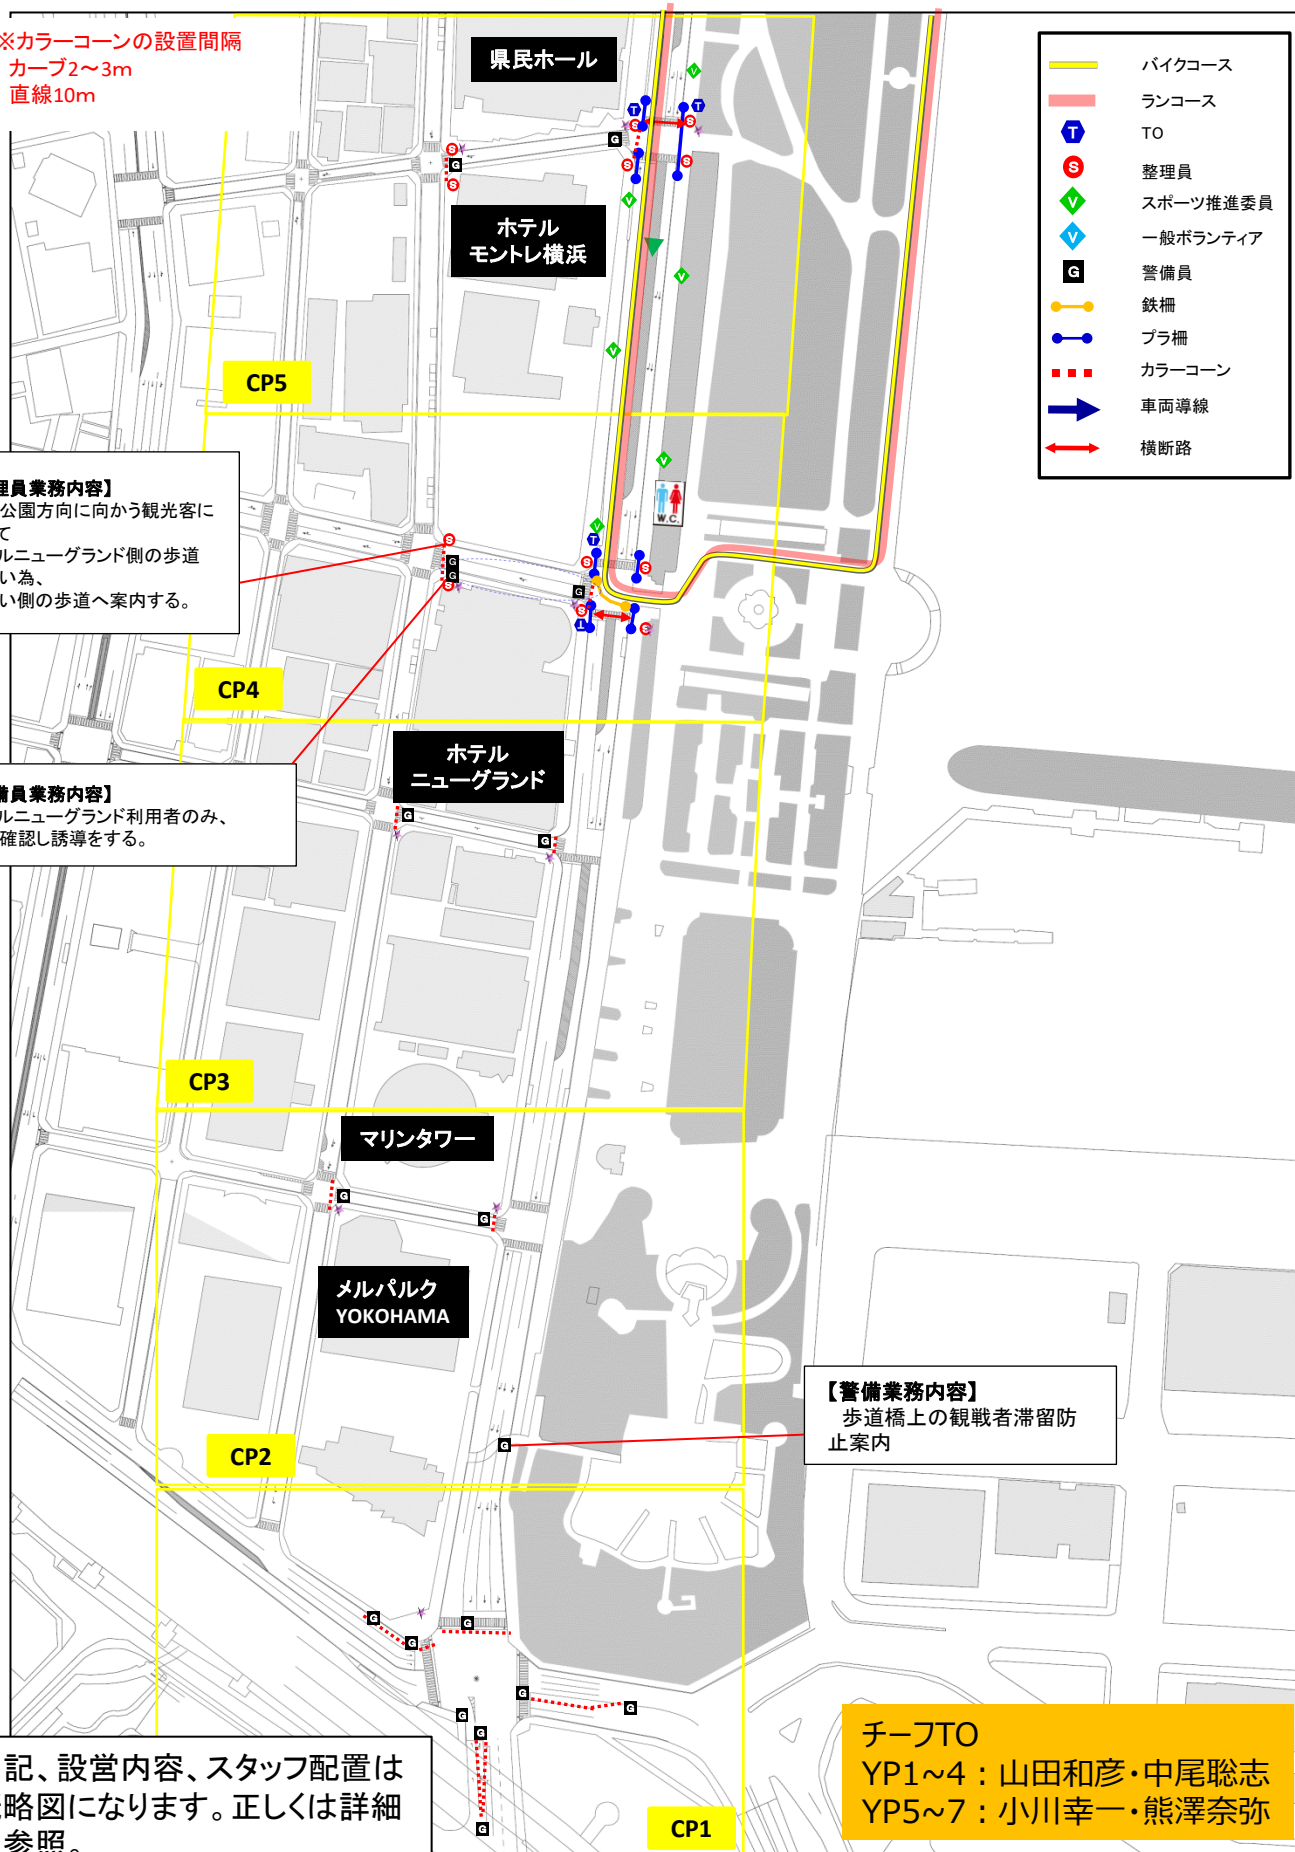 ※カラーコーンの設置間隔
カーブ2～3m
直線10m
県民ホール
バイクコース
ランコース
T TO
S 整理員
V スポーツ推進委員
V 一般ボランティア
G 警備員
鉄柵
プラ柵
カラーコーン
車両導線
横断路
ホテル
モントレ横浜
CP5
理員業務内容】
公園方向に向かう観光客に
て
ルニューグランド側の歩道
い為、
い側の歩道へ案内する。
W.C.
CP4
ホテル
ニューグランド
備員業務内容】
ルニューグランド利用者のみ、
確認し誘導をする。
CP3
マリンタワー
メルパルク
YOKOHAMA
【警備業務内容】
歩道橋上の観戦者滞留防
止案内
CP2
記、設営内容、スタッフ配置は
略図になります。正しくは詳細
参照。
CP1
チーフTO
YP1~4：山田和彦・中尾聡志
YP5~7：小川幸一・熊澤奈弥